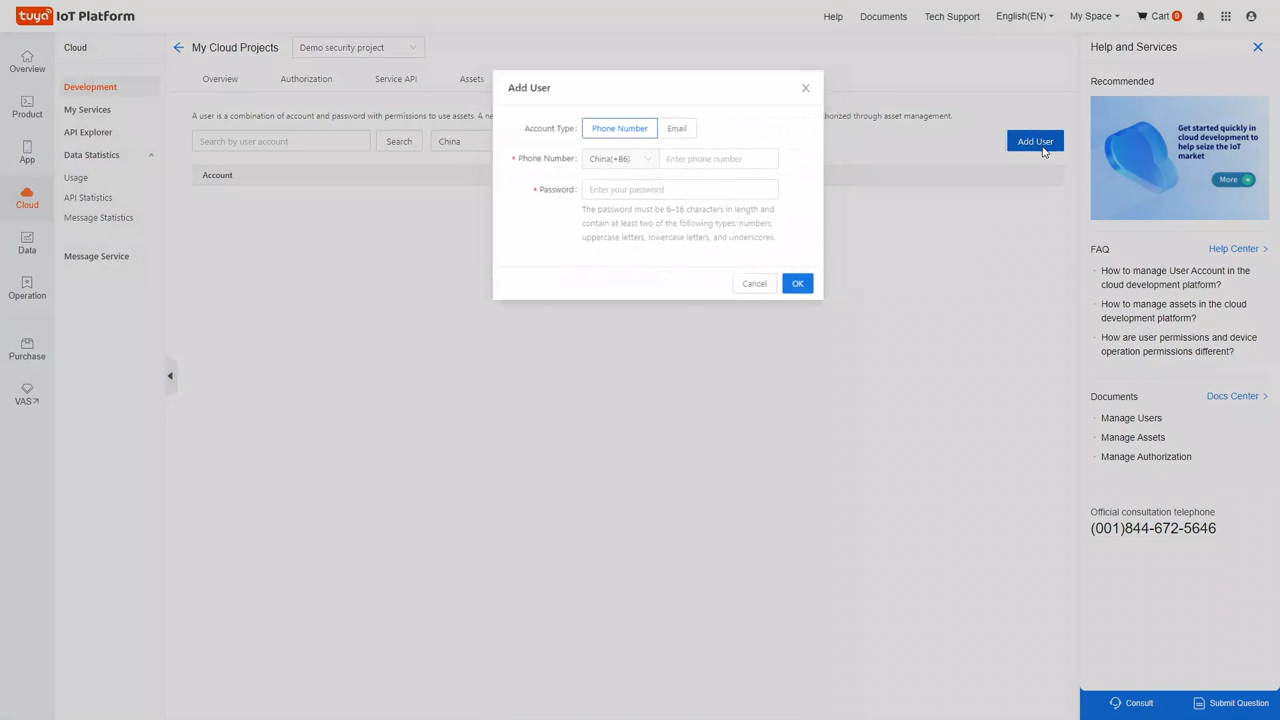 tuya IoT Platform
Help
Documents
Tech Support
English(EN)
My Space
Cart 0
Overview
Product
App
Cloud
Data
Operation
Purchase
VAS
Cloud
Development
My Services
API Explorer
Data Statistics
Usage
API Statistics
Message Statistics
Message Service
My Cloud Projects
Demo security project
Overview
Authorization
Service API
Assets
A user is a combination of account and password with permissions to use assets. A ne
orized through asset management.
Search by user account
Search
China
Add User
Account
Add User
Account Type:
Phone Number
Email
* Phone Number:
China(+86)
Enter phone number
* Password:
Enter your password
The password must be 6–16 characters in length and
contain at least two of the following types: numbers,
uppercase letters, lowercase letters, and underscores.
Cancel
OK
Help and Services
Recommended
Get started quickly in
cloud development
to help seize the IoT
market
More
FAQ
Help Center
How to manage User Account in the
cloud development platform?
How to manage assets in the cloud
development platform?
How are user permissions and device
operation permissions different?
Documents
Docs Center
Manage Users
Manage Assets
Manage Authorization
Official consultation telephone
(001)844-672-5646
Consult
Submit Question